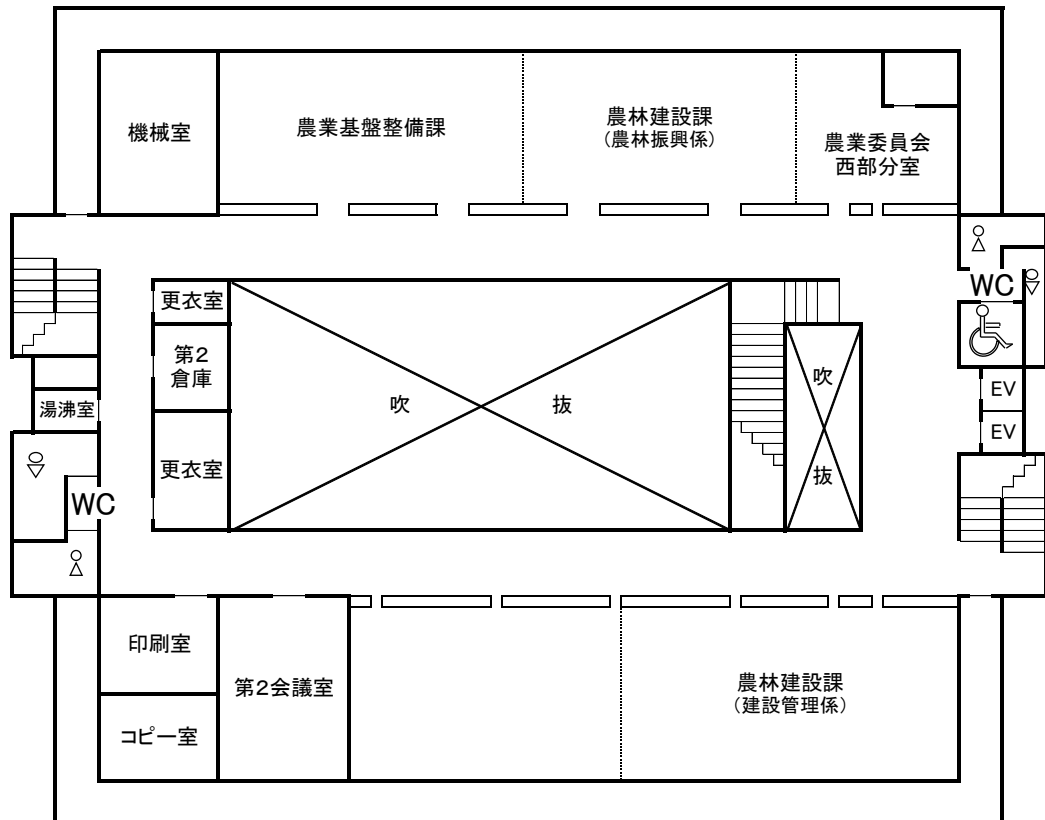 機械室
農業基盤整備課
農林建設課
(農林振興係)
農業委員会
西部分室
WC
更衣室
第2
倉庫
吹
抜
吹
抜
湯沸室
EV
EV
更衣室
WC
印刷室
第2会議室
農林建設課
(建設管理係)
コピー室